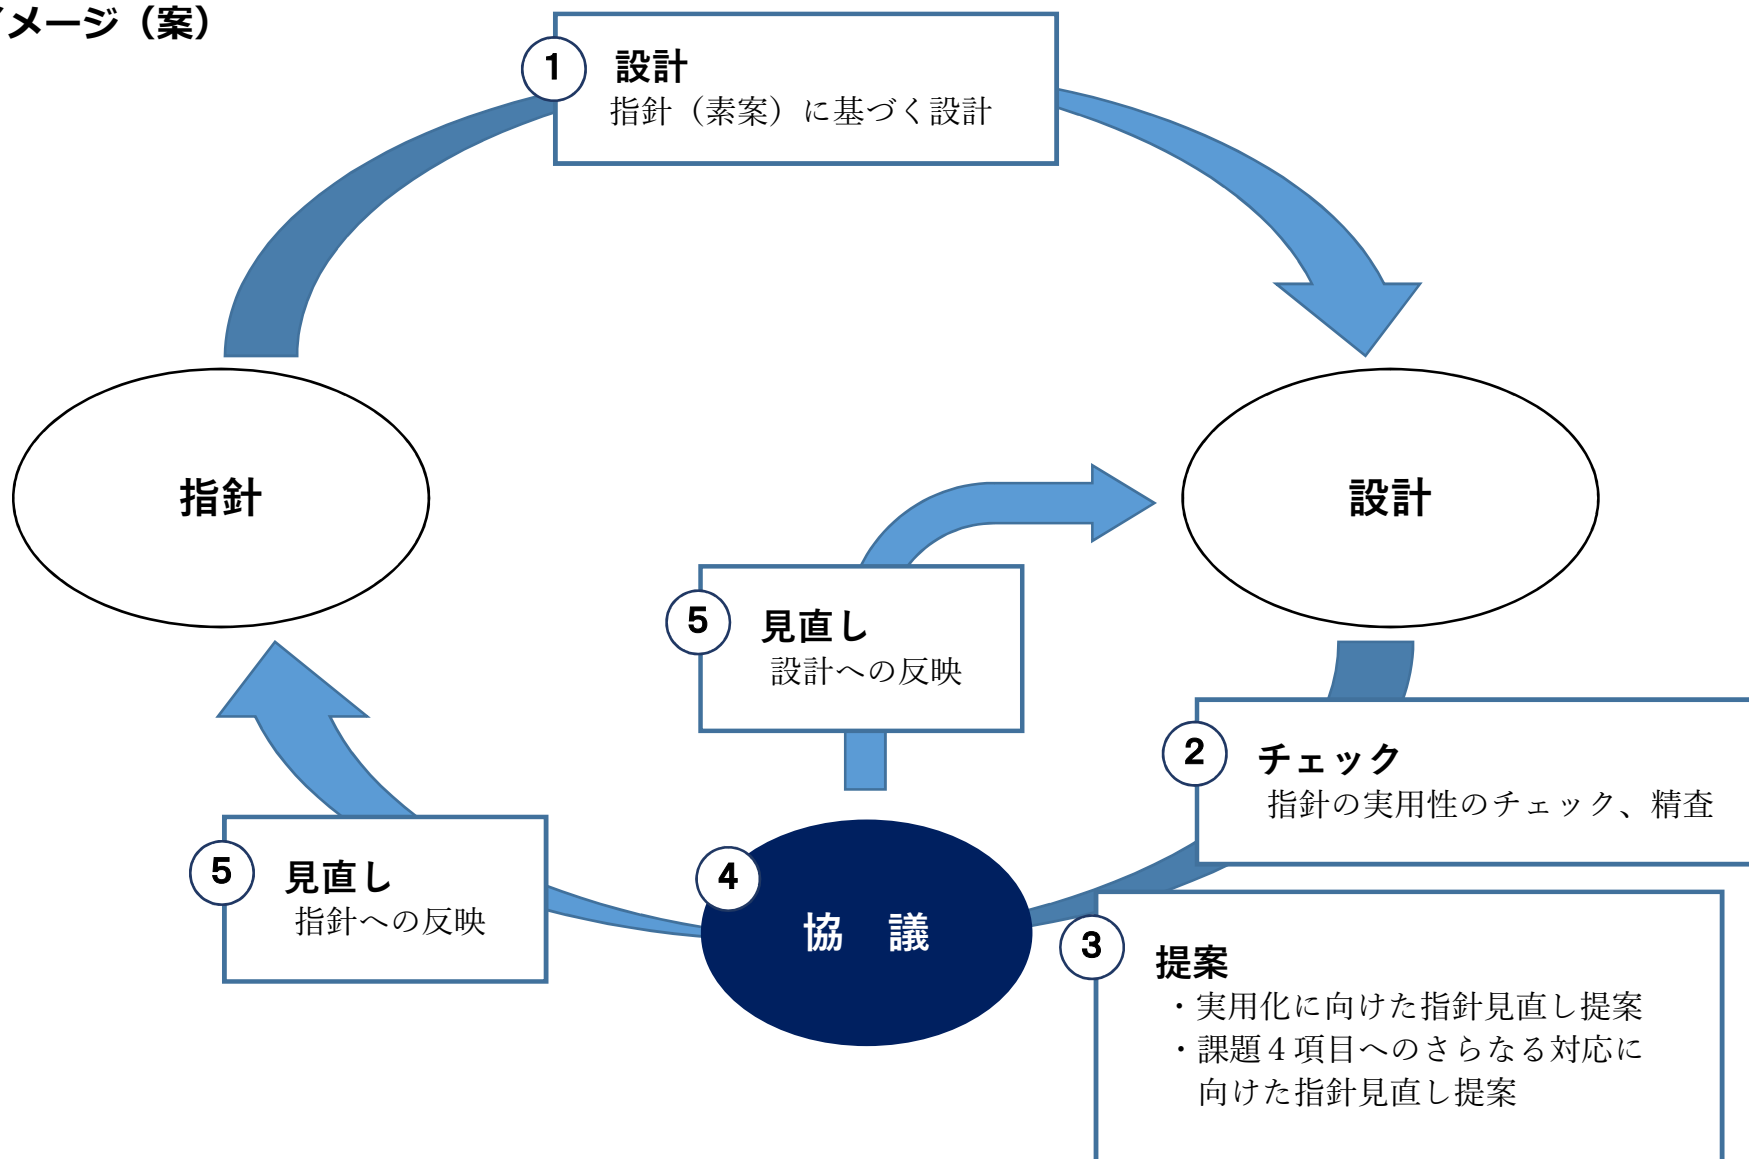 イメージ（案）
1 設計
指針（素案）に基づく設計
指針
設計
5 見直し
設計への反映
2 チェック
指針の実用性のチェック、精査
5 見直し
指針への反映
4
協　議
3 提案
・実用化に向けた指針見直し提案
・課題４項目へのさらなる対応に
向けた指針見直し提案